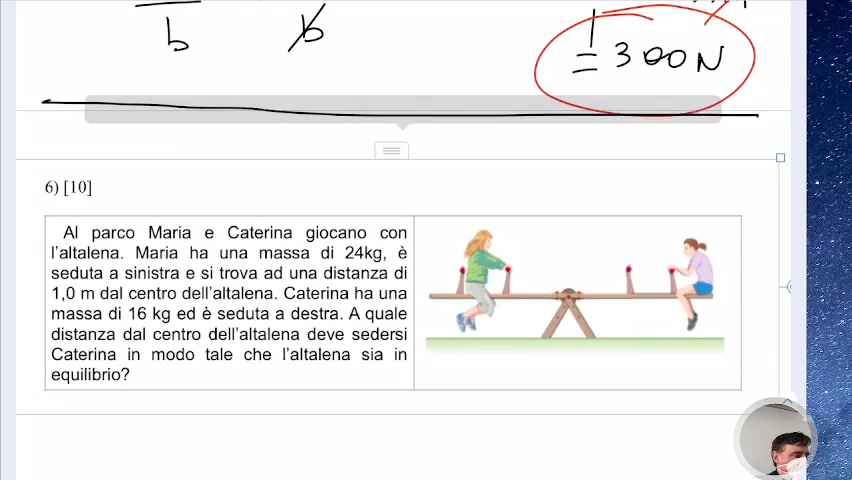 b b
= 300 N
6) [10]
Al parco Maria e Caterina giocano con
l'altalena. Maria ha una massa di 24kg, è
seduta a sinistra e si trova ad una distanza di
1,0 m dal centro dell'altalena. Caterina ha una
massa di 16 kg ed è seduta a destra. A quale
distanza dal centro dell'altalena deve sedersi
Caterina in modo tale che l'altalena sia in
equilibrio?